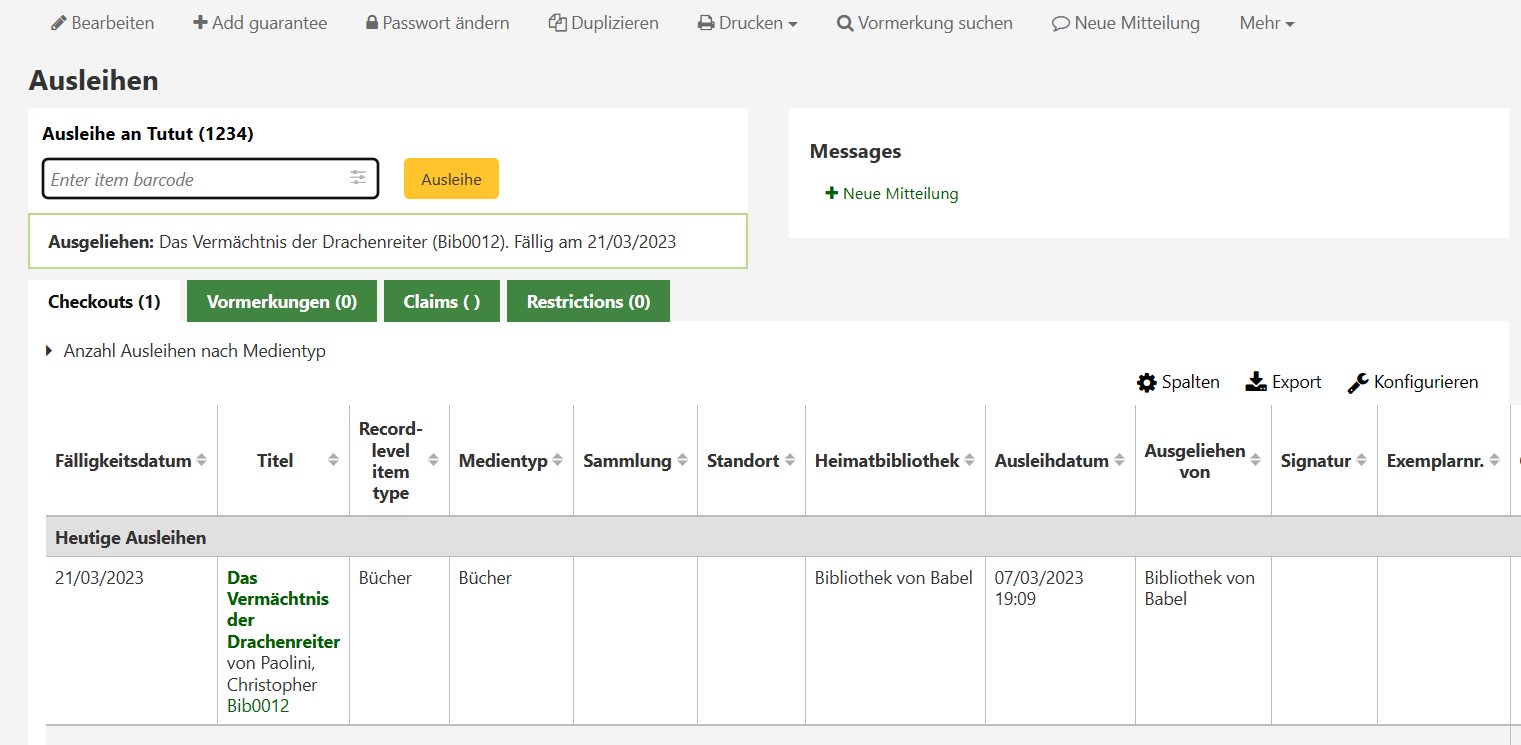 Bearbeiten Add guarantee Passwort ändern Duplizieren Drucken Vormerkung suchen Neue Mitteilung Mehr
Ausleihen
Ausleihe an Tutut (1234)
Enter item barcode Ausleihe
Ausgeliehen: Das Vermächtnis der Drachenreiter (Bib0012). Fällig am 21/03/2023
Messages
Neue Mitteilung
Checkouts (1) Vormerkungen (0) Claims ( ) Restrictions (0)
Anzahl Ausleihen nach Medientyp
Spalten Export Konfigurieren
Fälligkeitsdatum
Titel
Record-
level
item
type
Medientyp
Sammlung
Standort
Heimatbibliothek
Ausleihdatum
Ausgeliehen
von
Signatur
Exemplarnr.
Heutige Ausleihen
21/03/2023
Das
Vermächtnis
der
Drachenreiter
von Paolini,
Christopher
Bib0012
Bücher
Bücher
Bibliothek von Babel
07/03/2023
19:09
Bibliothek von
Babel